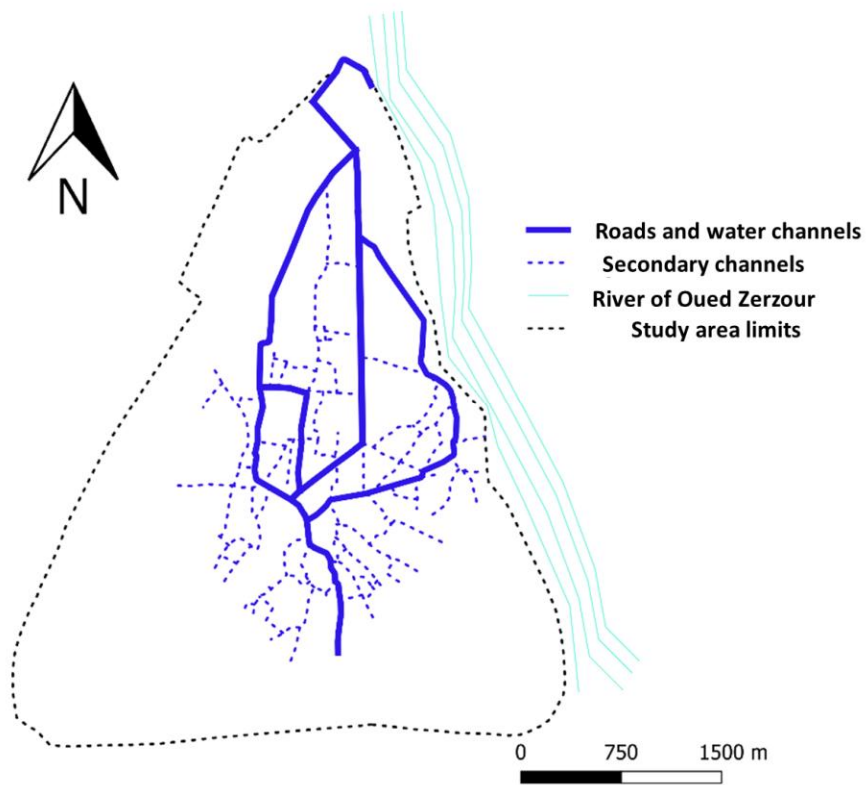 N
Roads and water channels
Secondary channels
River of Oued Zerzour
Study area limits
0 750 1500 m